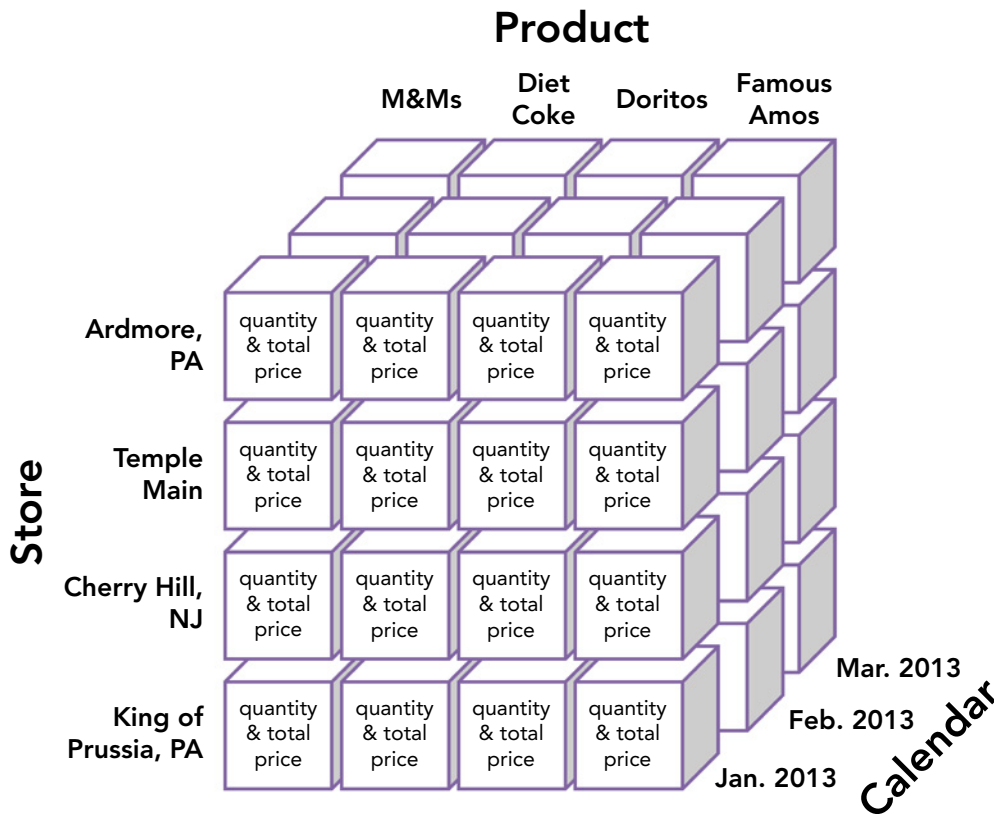 Product
M&Ms
Diet
Coke
Doritos
Famous
Amos
Store
Ardmore,
PA
quantity
& total
price
quantity
& total
price
quantity
& total
price
quantity
& total
price
Temple
Main
quantity
& total
price
quantity
& total
price
quantity
& total
price
quantity
& total
price
Cherry Hill,
NJ
quantity
& total
price
quantity
& total
price
quantity
& total
price
quantity
& total
price
King of
Prussia, PA
quantity
& total
price
quantity
& total
price
quantity
& total
price
quantity
& total
price
Mar. 2013
Feb. 2013
Jan. 2013
Calendar